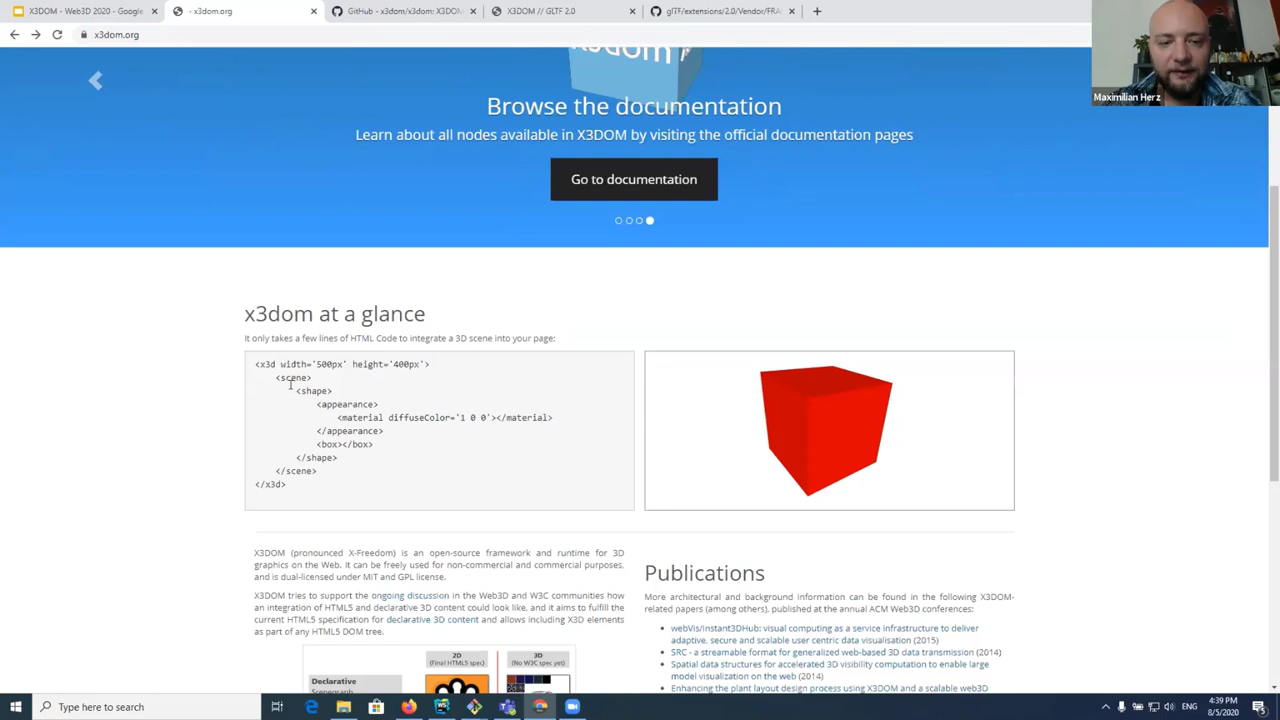 X3DOM - Web3D 2020 - Google
- x3dom.org
GitHub - x3dom/x3dom: X3DOM
X3DOM // GLTF 2.0
glTF/extensions/2.0/Vendor/FRA
x3dom.org
Maximilian Herz
x3dom
Browse the documentation
Learn about all nodes available in X3DOM by visiting the official documentation pages
Go to documentation
x3dom at a glance
It only takes a few lines of HTML Code to integrate a 3D scene into your page:
<x3d width='500px' height='400px'>
<scene>
<shape>
<appearance>
<material diffuseColor='1 0 0'></material>
</appearance>
<box></box>
</shape>
</scene>
</x3d>
X3DOM (pronounced X-Freedom) is an open-source framework and runtime for 3D
graphics on the Web. It can be freely used for non-commercial and commercial purposes,
and is dual-licensed under MIT and GPL license.
X3DOM tries to support the ongoing discussion in the Web3D and W3C communities how
an integration of HTML5 and declarative 3D content could look like, and it aims to fulfill the
current HTML5 specification for declarative 3D content and allows including X3D elements
as part of any HTML5 DOM tree.
2D
(Final HTML5 spec)
3D
(No W3C spec yet)
Declarative
Scenegraph
Publications
More architectural and background information can be found in the following X3DOM-
related papers (among others), published at the annual ACM Web3D conferences:
webVis/instant3DHub: visual computing as a service infrastructure to deliver
adaptive, secure and scalable user centric data visualisation (2015)
SRC - a streamable format for generalized web-based 3D data transmission (2014)
Spatial data structures for accelerated 3D visibility computation to enable large
model visualization on the web (2014)
Enhancing the plant layout design process using X3DOM and a scalable web3D
Type here to search
ENG
4:39 PM
8/5/2020